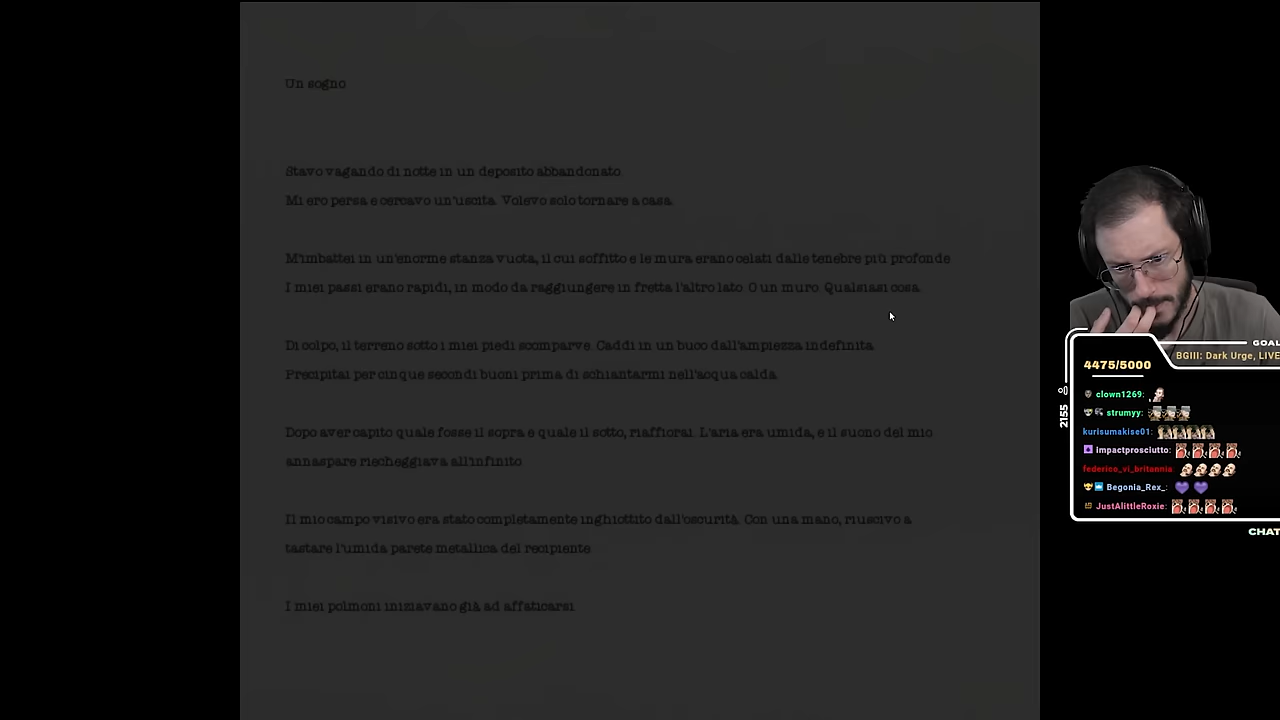 Un sogno
Stavo vagando di notte in un deposito abbandonato.
Mi ero persa e cercavo un'uscita. Volevo solo tornare a casa.
M'imbattei in un'enorme stanza vuota, il cui soffitto e le mura erano celati dalle tenebre più profonde
I miei passi erano rapidi, in modo da raggiungere in fretta l'altro lato. O un muro. Qualsiasi cosa.
Di colpo, il terreno sotto i miei piedi scomparve. Caddi in un buco dall'ampiezza indefinita.
Precipitai per cinque secondi buoni prima di schiantarmi nell'acqua calda.
Dopo aver capito quale fosse il sopra e quale il sotto, riaffiorai. L'aria era umida, e il suono del mio
annaspare riecheggiava all'infinito.
Il mio campo visivo era stato completamente inghiottito dall'oscurità. Con una mano, riuscivo a
tastare l'umida parete metallica del recipiente.
I miei polmoni iniziavano già ad affaticarsi.
GOAL
BGIII: Dark Urge, LIVE
4475/5000
2155
clown1269:
strumyy:
kurisumakise01:
Impactprosciutto:
federico_vi_britannia
Begonia_Rex_:
JustAlittleRoxie:
CHAT